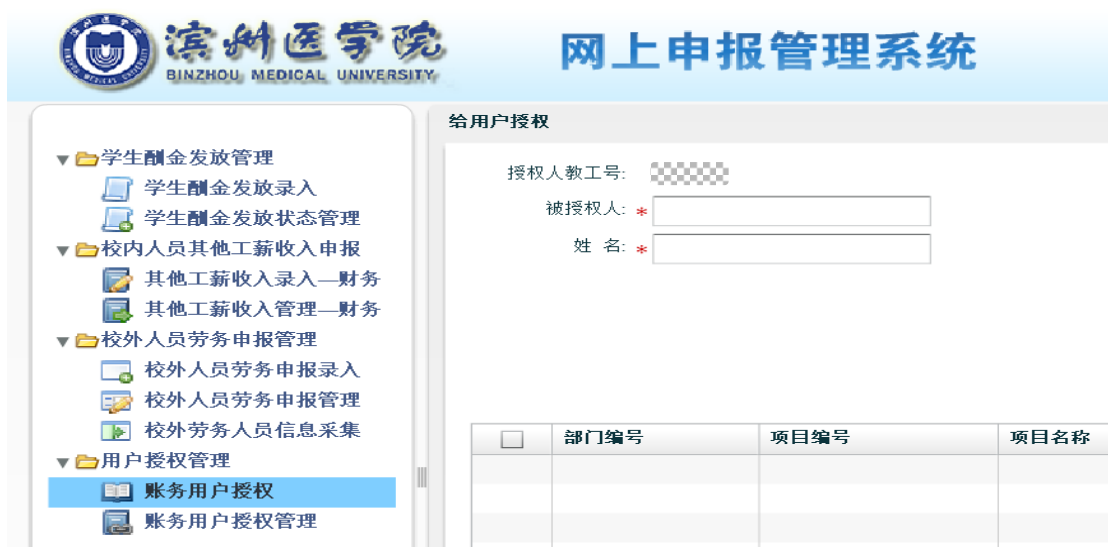 滨州医学院
BINZHOU MEDICAL UNIVERSITY
网上申报管理系统
学生酬金发放管理
学生酬金发放录入
学生酬金发放状态管理
校内人员其他工薪收入申报
其他工薪收入录入—财务
其他工薪收入管理—财务
校外人员劳务申报管理
校外人员劳务申报录入
校外人员劳务申报管理
校外劳务人员信息采集
用户授权管理
账务用户授权
账务用户授权管理
给用户授权
授权人教工号:
被授权人: *
姓 名: *
部门编号 项目编号 项目名称